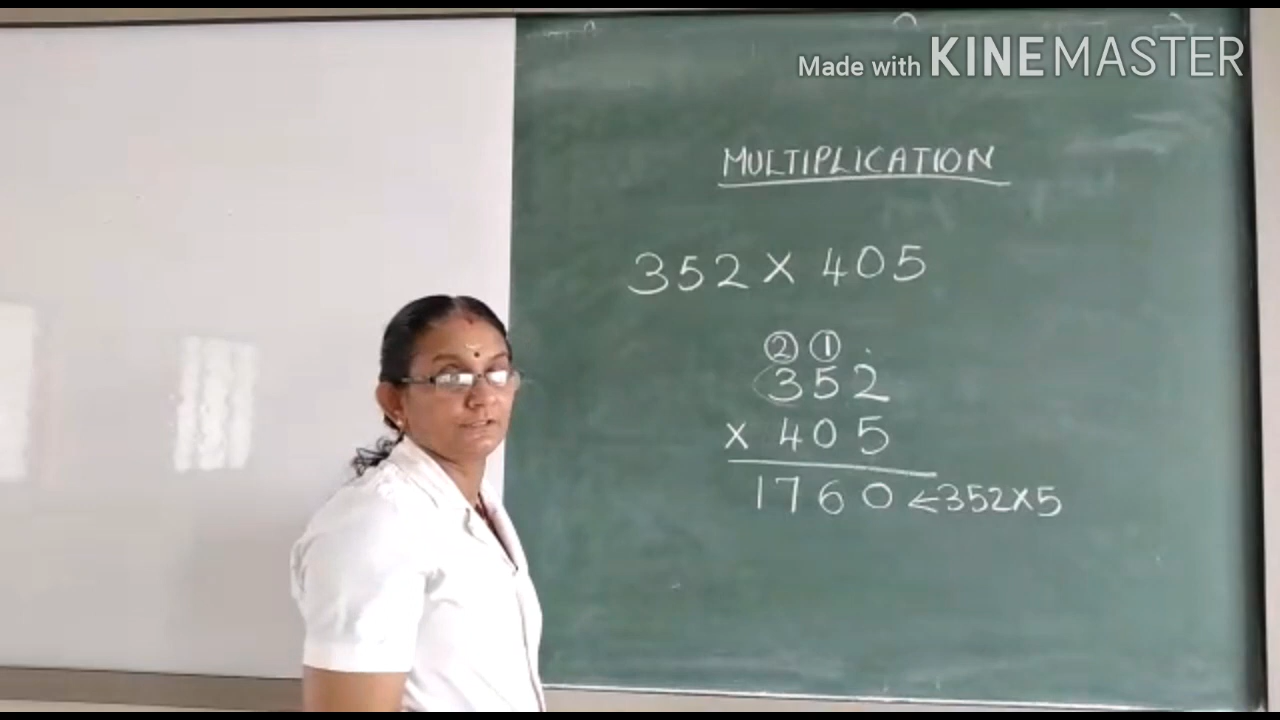 Made with KINEMASTER
MULTIPLICATION
352 X 405
② ①
352
X 405
1760 ←352X5